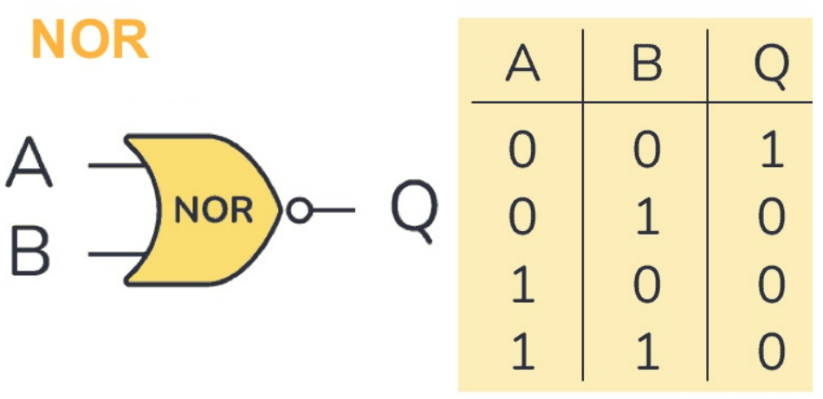 NOR
A
B
NOR
Q
A B Q
0 0 1
0 1 0
1 0 0
1 1 0